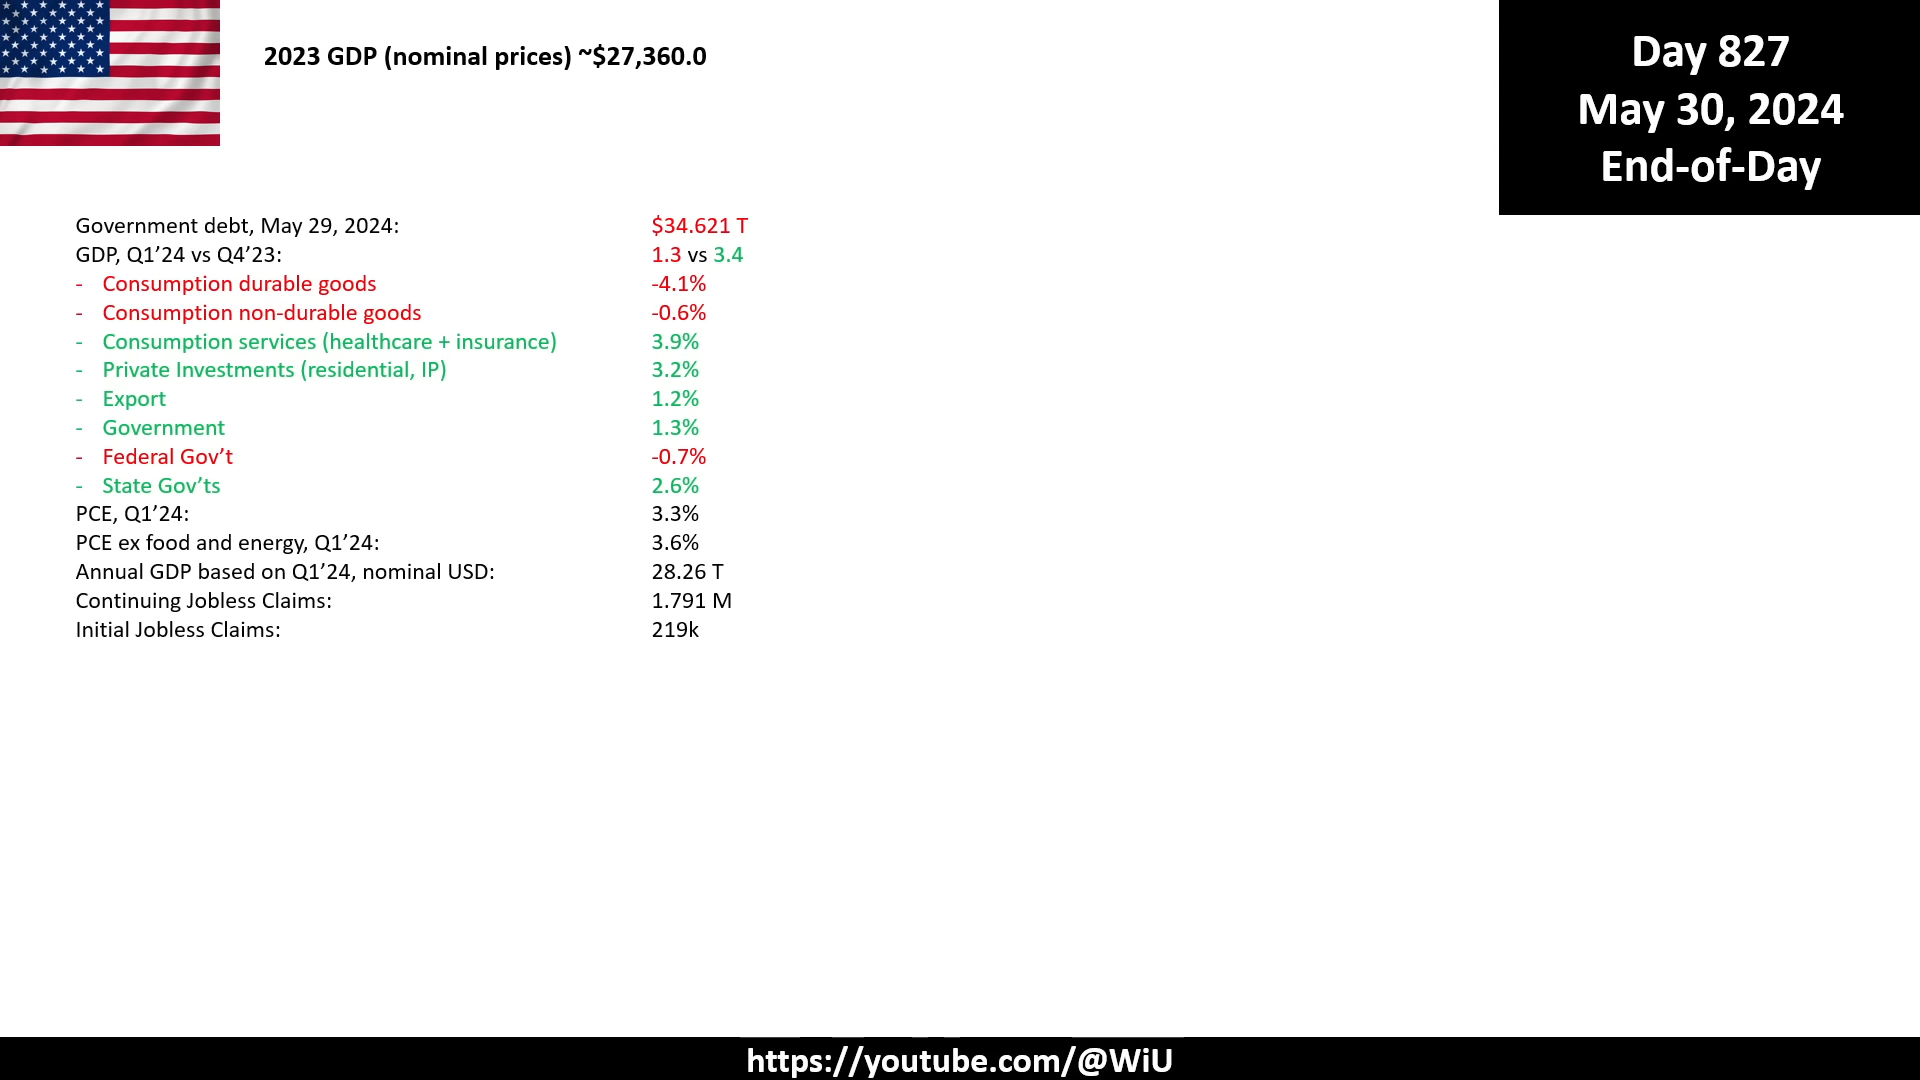 2023 GDP (nominal prices) ~$27,360.0
Day 827
May 30, 2024
End-of-Day
Government debt, May 29, 2024: $34.621 T
GDP, Q1’24 vs Q4’23: 1.3 vs 3.4
- Consumption durable goods -4.1%
- Consumption non-durable goods -0.6%
- Consumption services (healthcare + insurance) 3.9%
- Private Investments (residential, IP) 3.2%
- Export 1.2%
- Government 1.3%
- Federal Gov’t -0.7%
- State Gov’ts 2.6%
PCE, Q1’24: 3.3%
PCE ex food and energy, Q1’24: 3.6%
Annual GDP based on Q1’24, nominal USD: 28.26 T
Continuing Jobless Claims: 1.791 M
Initial Jobless Claims: 219k
https://youtube.com/@WiU